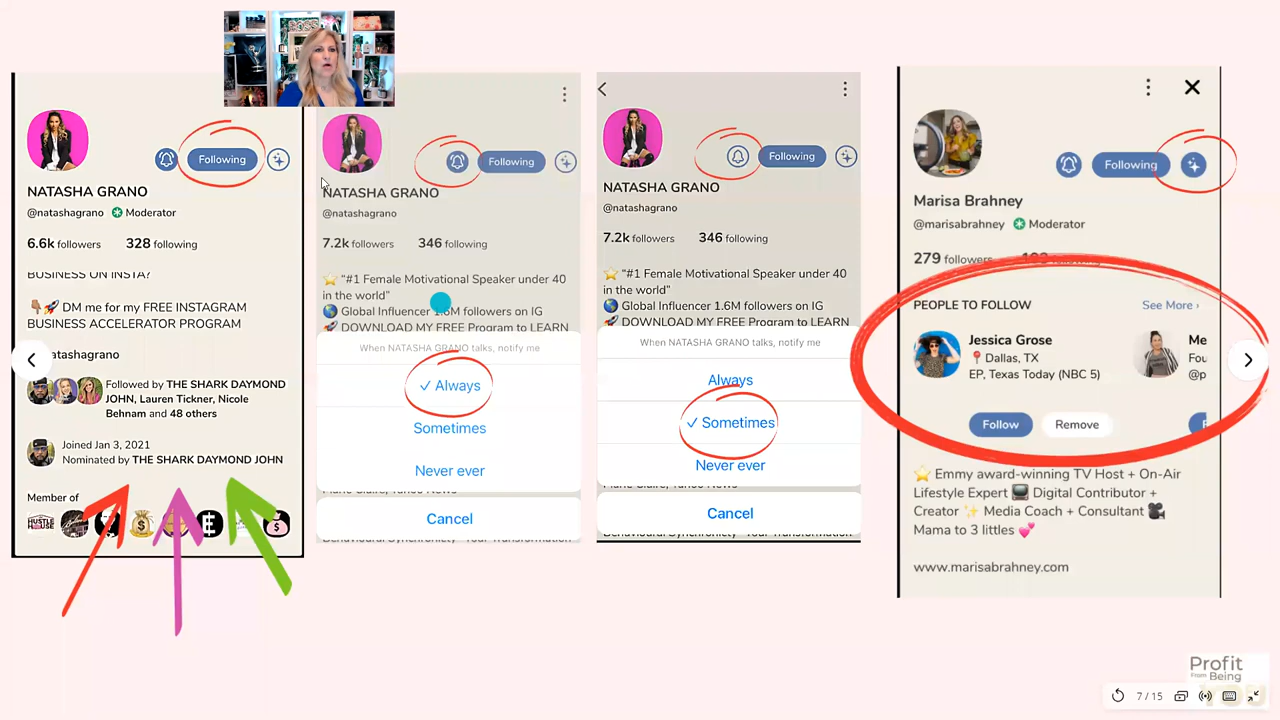 Following
NATASHA GRANO
@natashagrano Moderator
6.6k followers 328 following
BUSINESS ON INSTA?
DM me for my FREE INSTAGRAM
BUSINESS ACCELERATOR PROGRAM
atashagrano
Followed by THE SHARK DAYMOND
JOHN, Lauren Tickner, Nicole
Behnam and 48 others
Joined Jan 3, 2021
Nominated by THE SHARK DAYMOND JOHN
Member of
Following
NATASHA GRANO
@natashagrano
7.2k followers 346 following
"#1 Female Motivational Speaker under 40
in the world"
Global Influencer 1.6M followers on IG
DOWNLOAD MY FREE Program to LEARN
When NATASHA GRANO talks, notify me
✓ Always
Sometimes
Never ever
Cancel
Following
NATASHA GRANO
@natashagrano
7.2k followers 346 following
"#1 Female Motivational Speaker under 40
in the world"
Global Influencer 1.6M followers on IG
DOWNLOAD MY FREE Program to LEARN
When NATASHA GRANO talks, notify me
Always
✓ Sometimes
Never ever
Cancel
Following
Marisa Brahney
@marisabrahney Moderator
279 followers
PEOPLE TO FOLLOW See More ›
Jessica Grose
Dallas, TX
EP, Texas Today (NBC 5)
Me
Fou
@p
Follow Remove
Emmy award-winning TV Host + On-Air
Lifestyle Expert Digital Contributor +
Creator Media Coach + Consultant
Mama to 3 littles
www.marisabrahney.com
Profit
From Being
7 / 15